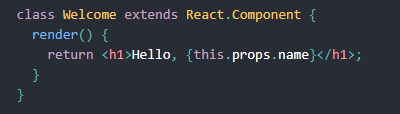 class Welcome extends React.Component {
  render() {
    return <h1>Hello, {this.props.name}</h1>;
  }
}